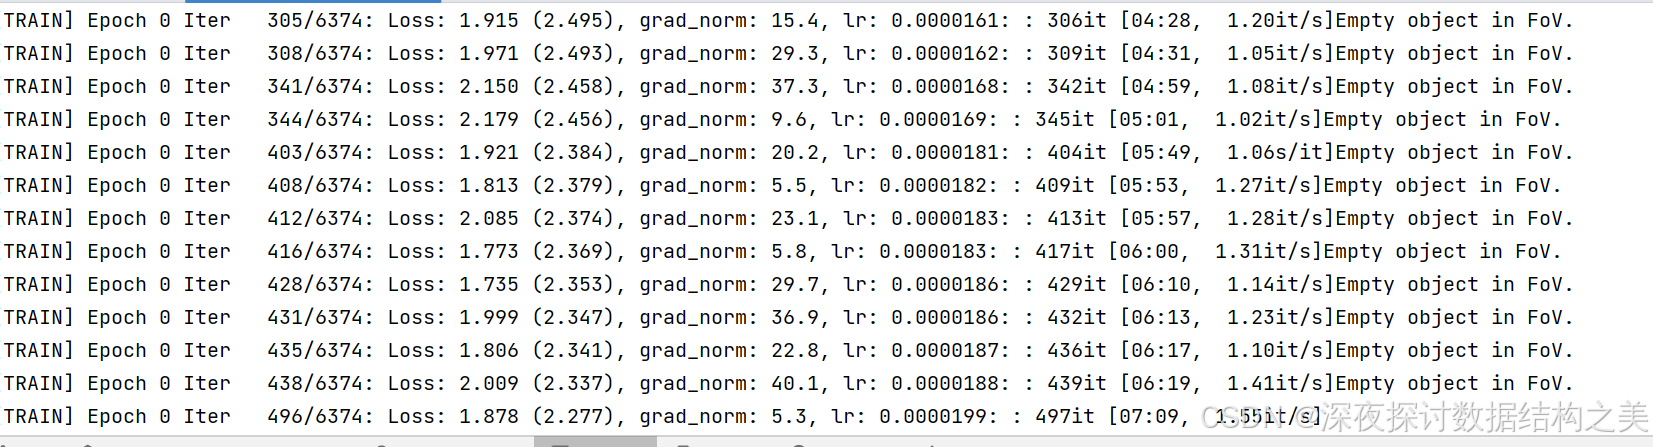 TRAIN] Epoch 0 Iter   305/6374: Loss: 1.915 (2.495), grad_norm: 15.4, lr: 0.0000161: : 306it [04:28,  1.20it/s]Empty object in FoV.
TRAIN] Epoch 0 Iter   308/6374: Loss: 1.971 (2.493), grad_norm: 29.3, lr: 0.0000162: : 309it [04:31,  1.05it/s]Empty object in FoV.
TRAIN] Epoch 0 Iter   341/6374: Loss: 2.150 (2.458), grad_norm: 37.3, lr: 0.0000168: : 342it [04:59,  1.08it/s]Empty object in FoV.
TRAIN] Epoch 0 Iter   344/6374: Loss: 2.179 (2.456), grad_norm: 9.6, lr: 0.0000169: : 345it [05:01,  1.02it/s]Empty object in FoV.
TRAIN] Epoch 0 Iter   403/6374: Loss: 1.921 (2.384), grad_norm: 20.2, lr: 0.0000181: : 404it [05:49,  1.06s/it]Empty object in FoV.
TRAIN] Epoch 0 Iter   408/6374: Loss: 1.813 (2.379), grad_norm: 5.5, lr: 0.0000182: : 409it [05:53,  1.27it/s]Empty object in FoV.
TRAIN] Epoch 0 Iter   412/6374: Loss: 2.085 (2.374), grad_norm: 23.1, lr: 0.0000183: : 413it [05:57,  1.28it/s]Empty object in FoV.
TRAIN] Epoch 0 Iter   416/6374: Loss: 1.773 (2.369), grad_norm: 5.8, lr: 0.0000183: : 417it [06:00,  1.31it/s]Empty object in FoV.
TRAIN] Epoch 0 Iter   428/6374: Loss: 1.735 (2.353), grad_norm: 29.7, lr: 0.0000186: : 429it [06:10,  1.14it/s]Empty object in FoV.
TRAIN] Epoch 0 Iter   431/6374: Loss: 1.999 (2.347), grad_norm: 36.9, lr: 0.0000186: : 432it [06:13,  1.23it/s]Empty object in FoV.
TRAIN] Epoch 0 Iter   435/6374: Loss: 1.806 (2.341), grad_norm: 22.8, lr: 0.0000187: : 436it [06:17,  1.10it/s]Empty object in FoV.
TRAIN] Epoch 0 Iter   438/6374: Loss: 2.009 (2.337), grad_norm: 40.1, lr: 0.0000188: : 439it [06:19,  1.41it/s]Empty object in FoV.
TRAIN] Epoch 0 Iter   496/6374: Loss: 1.878 (2.277), grad_norm: 5.3, lr: 0.0000199: : 497it [07:09,  1.55it/s]
CSDN @深夜探讨数据结构之美